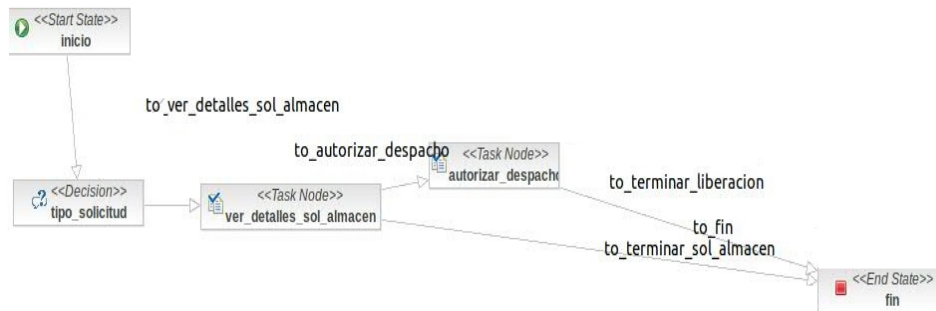 <<Start State>>
inicio
to_ver_detalles_sol_almacen
to_autorizar_despacho
<<Task Node>>
autorizar_despacho
to_terminar_liberacion
<<Decision>>
tipo_solicitud
<<Task Node>>
ver_detalles_sol_almacen
to_fin
to_terminar_sol_almacen
<<End State>>
fin